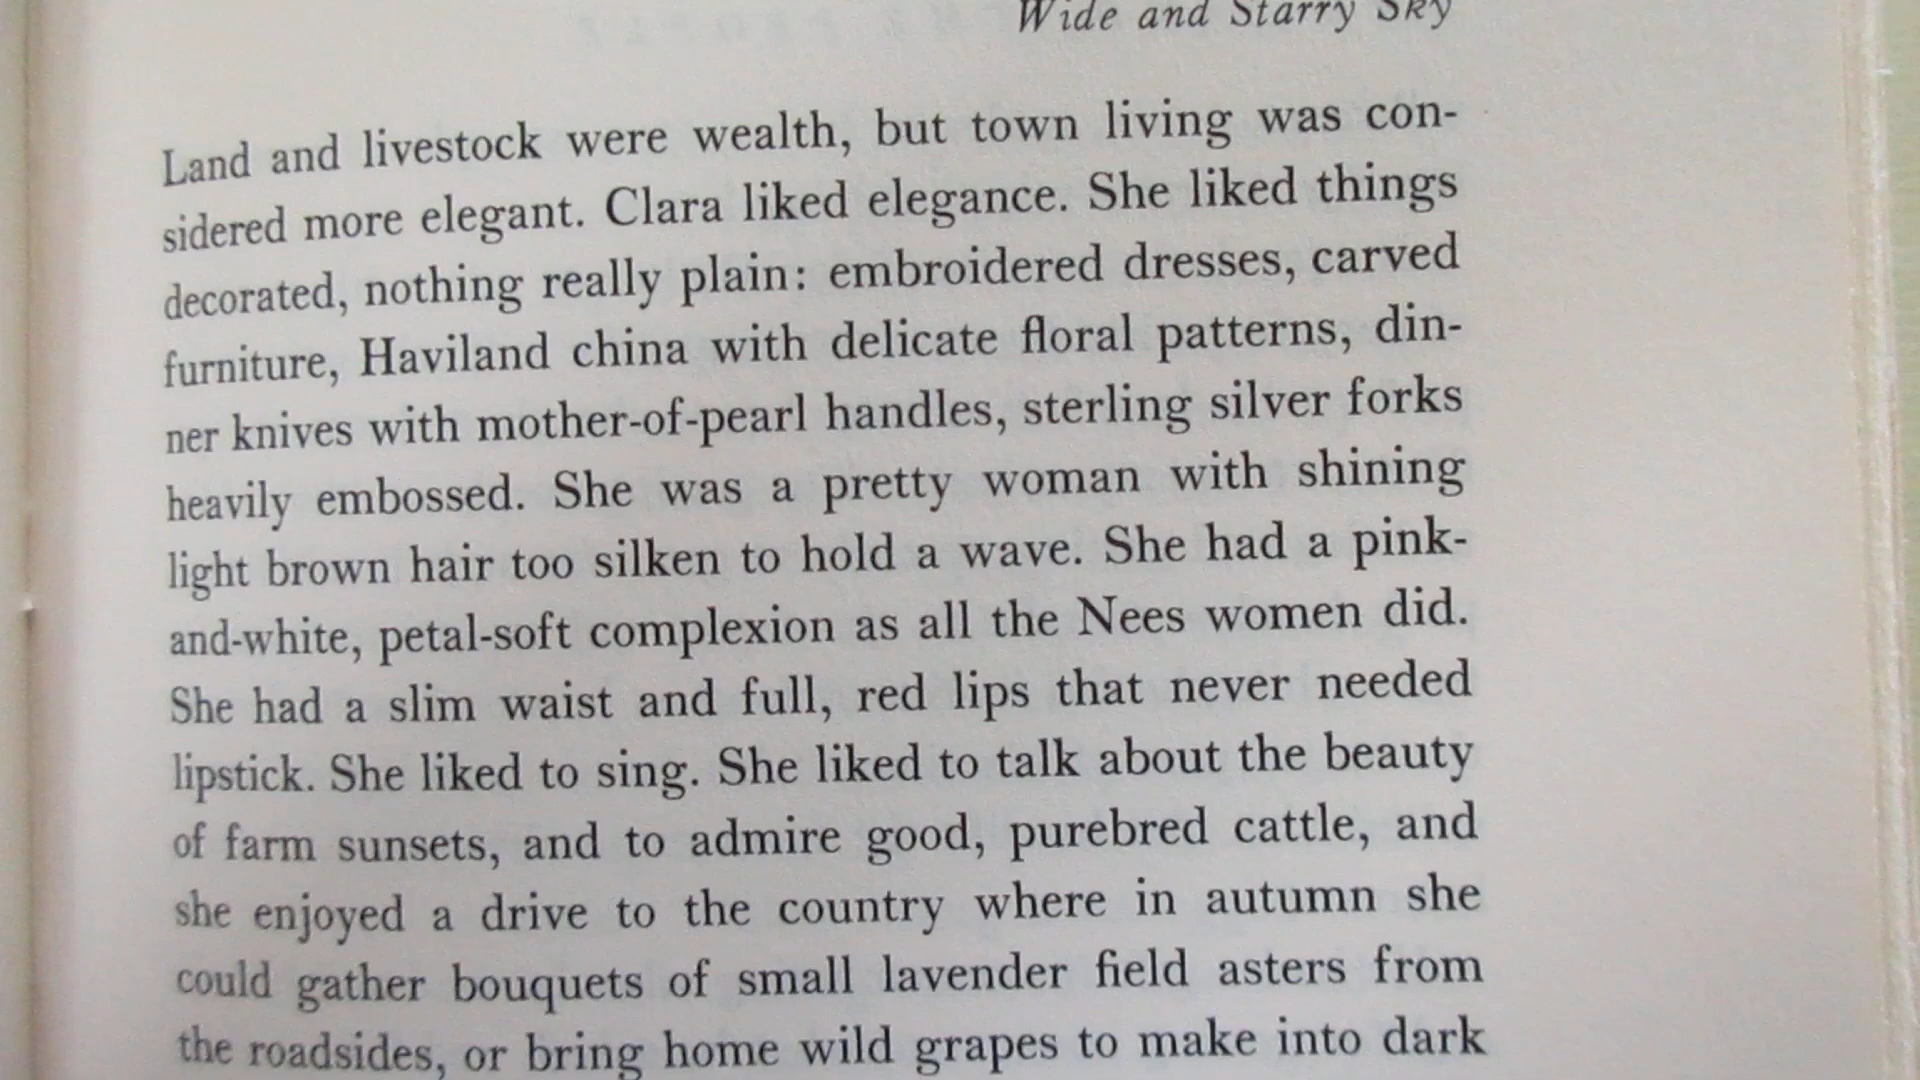 Wide and Starry Sky
Land and livestock were wealth, but town living was con-
sidered more elegant. Clara liked elegance. She liked things
decorated, nothing really plain: embroidered dresses, carved
furniture, Haviland china with delicate floral patterns, din-
ner knives with mother-of-pearl handles, sterling silver forks
heavily embossed. She was a pretty woman with shining
light brown hair too silken to hold a wave. She had a pink-
and-white, petal-soft complexion as all the Nees women did.
She had a slim waist and full, red lips that never needed
lipstick. She liked to sing. She liked to talk about the beauty
of farm sunsets, and to admire good, purebred cattle, and
she enjoyed a drive to the country where in autumn she
could gather bouquets of small lavender field asters from
the roadsides, or bring home wild grapes to make into dark